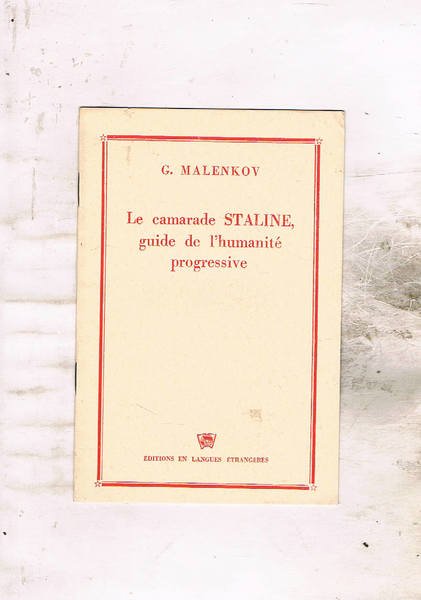 G. MALENKOV
Le camarade STALINE,
guide de l'humanité
progressive
ÉDITIONS EN LANGUES ÉTRANGÈRES